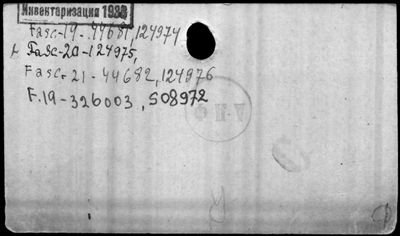 Инвентаризация 1938
Fasc-19-44681,124974
Fasc-20-124975,
Fasc-21-44682,124976
F.19-326003, 508972